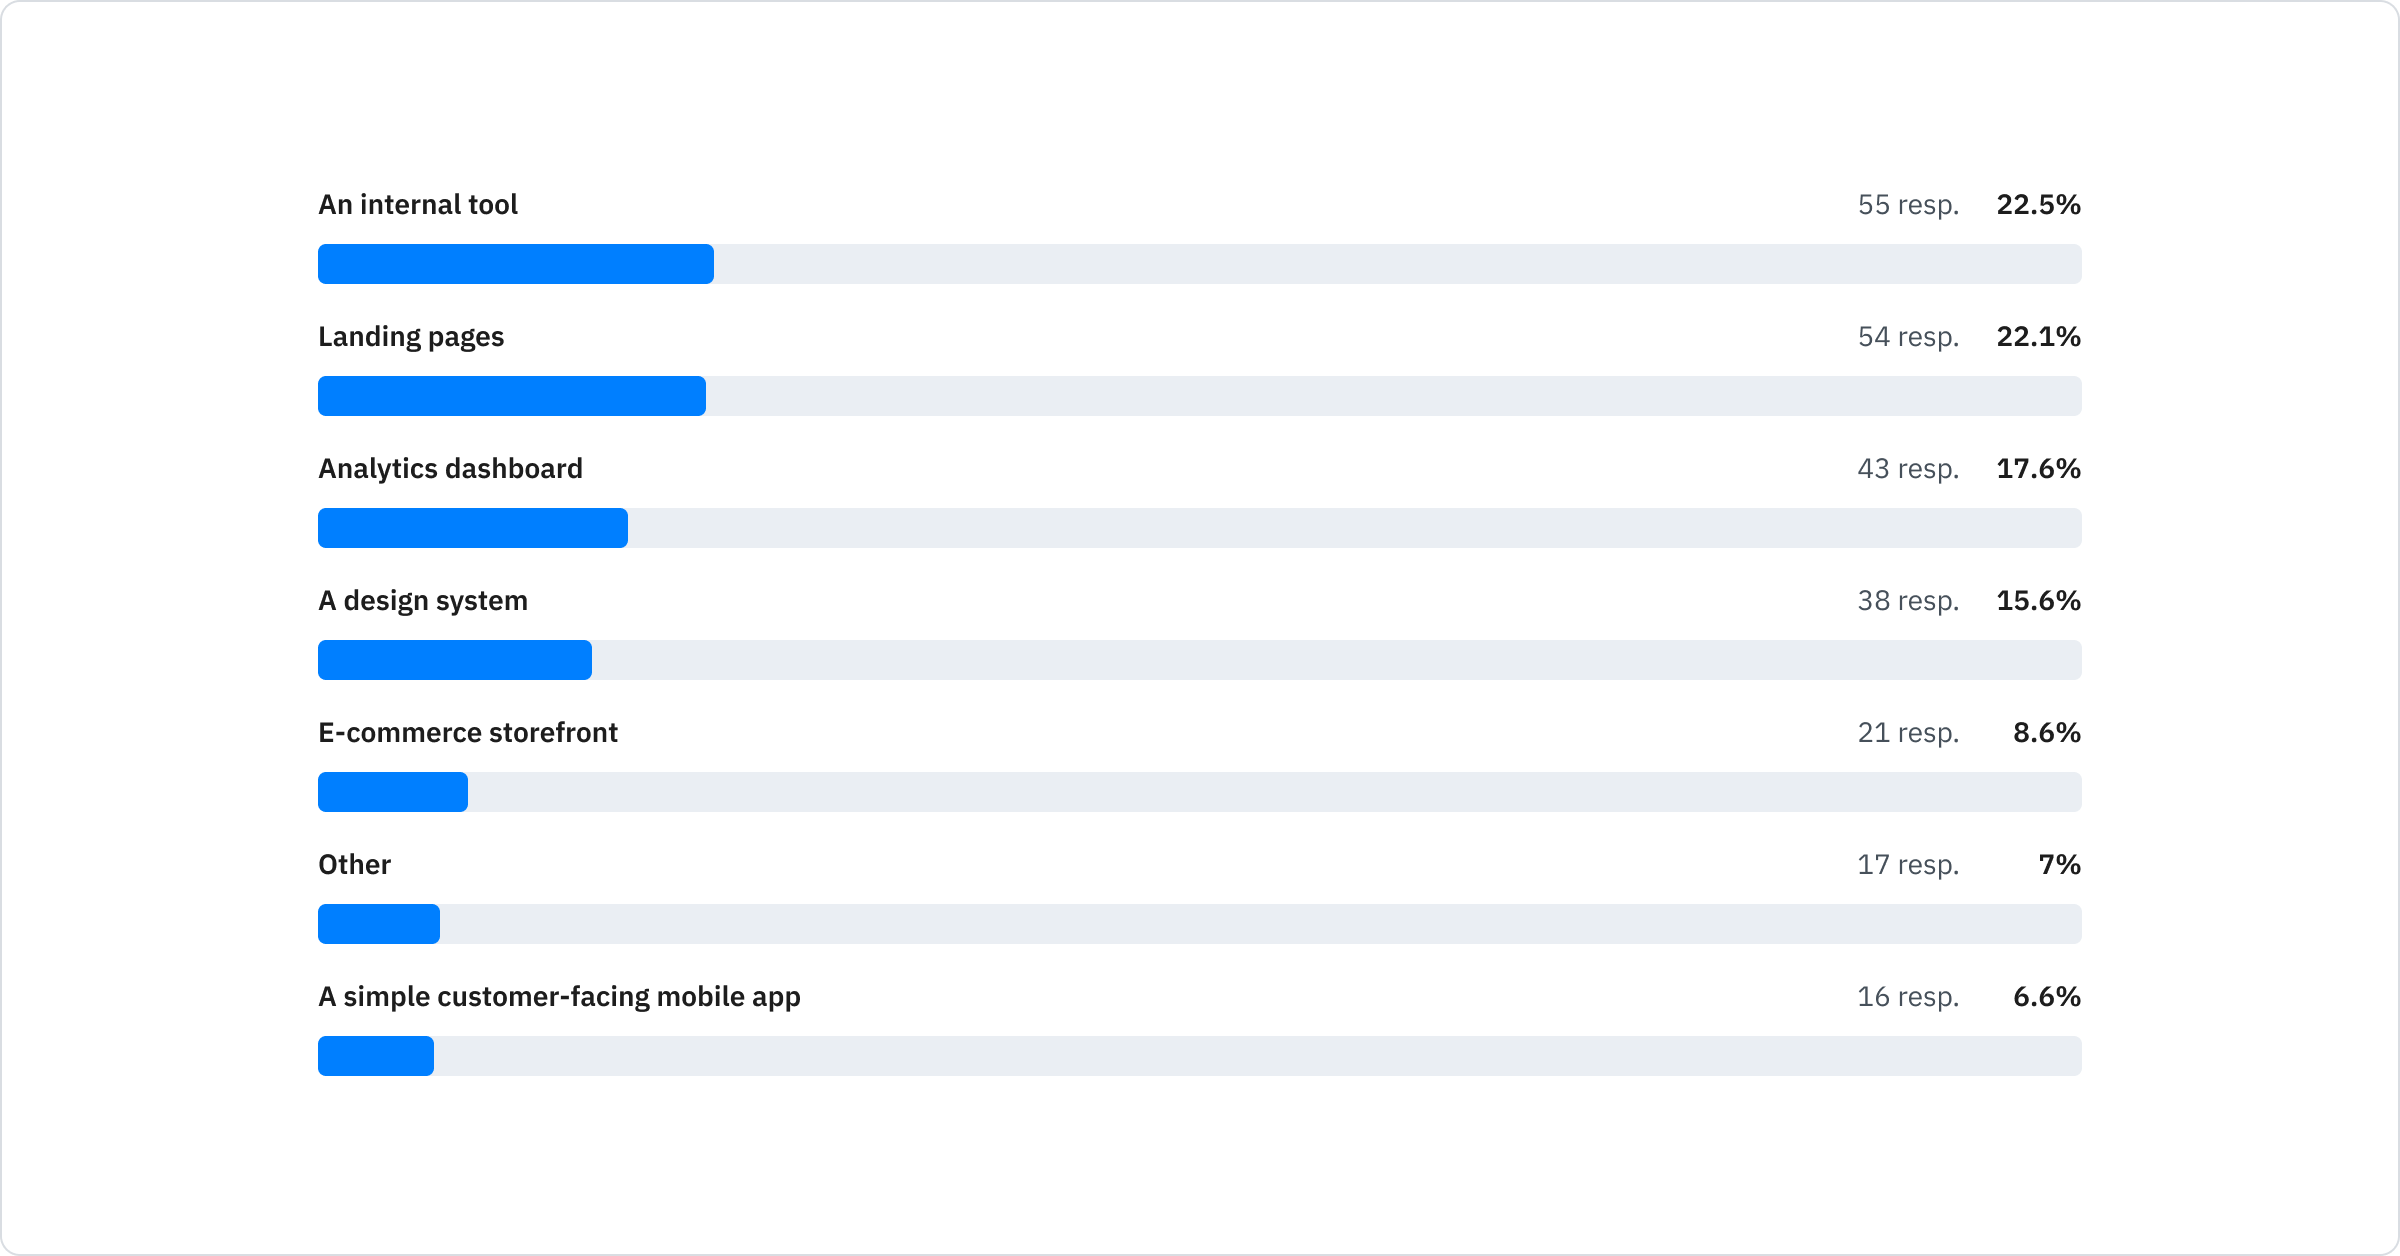 An internal tool 55 resp. 22.5%
Landing pages 54 resp. 22.1%
Analytics dashboard 43 resp. 17.6%
A design system 38 resp. 15.6%
E-commerce storefront 21 resp. 8.6%
Other 17 resp. 7%
A simple customer-facing mobile app 16 resp. 6.6%